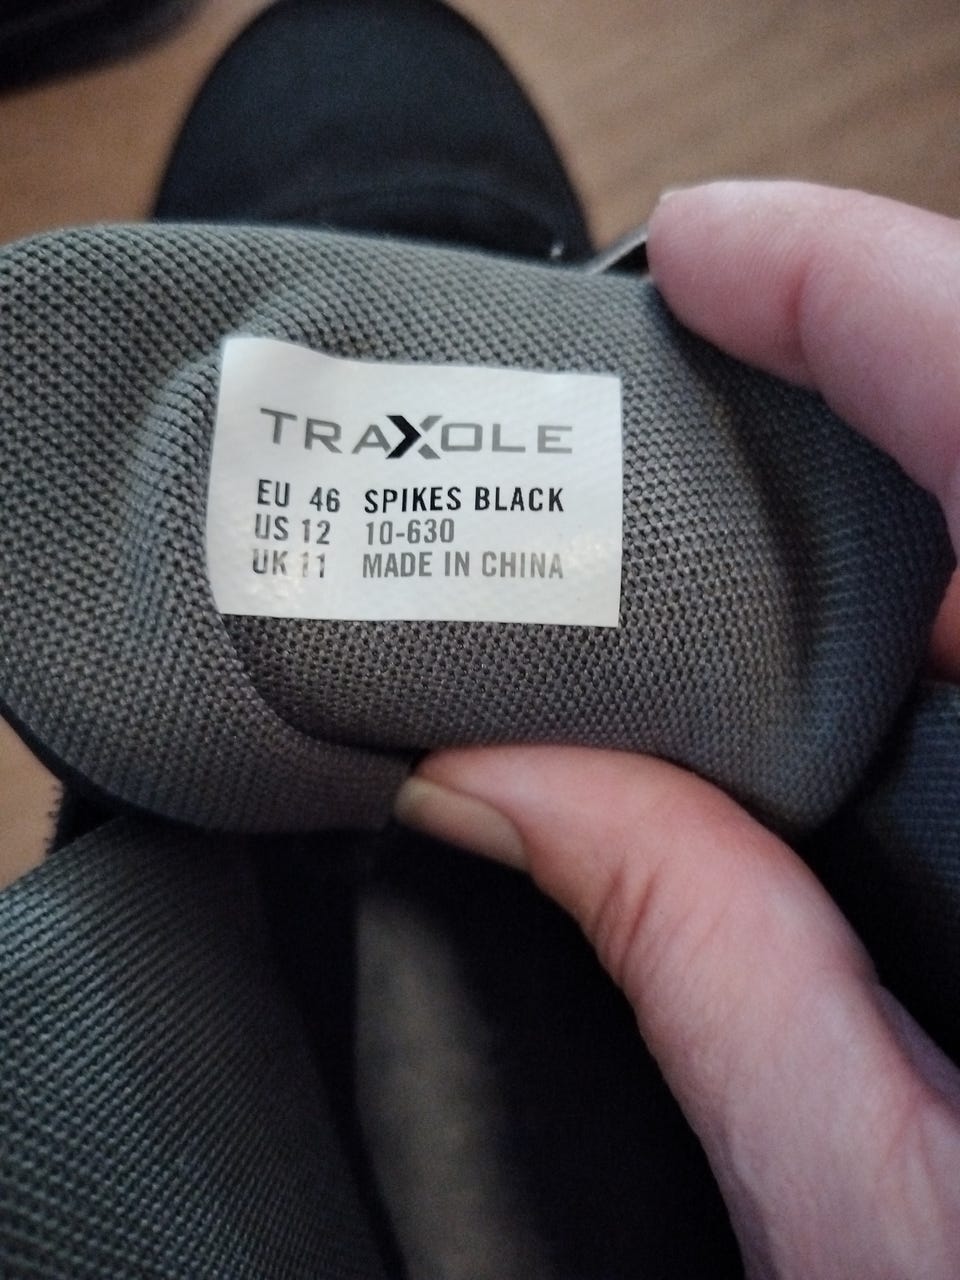 TRAXOLE
EU 46 SPIKES BLACK
US 12 10-630
UK 11 MADE IN CHINA